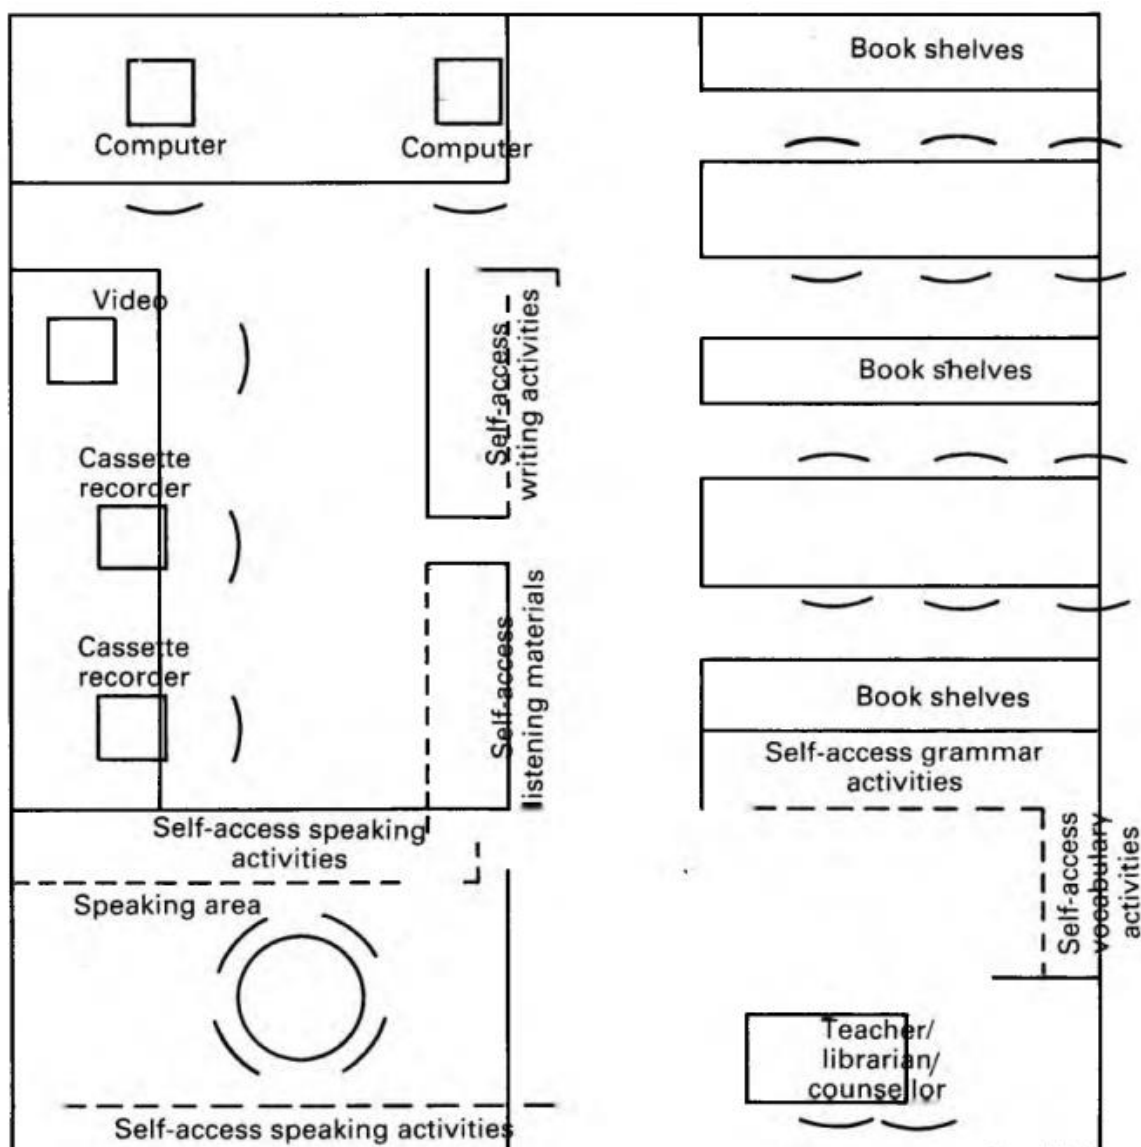 Book shelves
Computer
Computer
Video
Self-access
writing activities
Book shelves
Cassette
recorder
Cassette
recorder
Self-access
listening materials
Book shelves
Self-access grammar
activities
Self-access speaking
activities
Self-access
vocabulary
activities
Speaking area
Teacher/
librarian/
counsellor
Self-access speaking activities